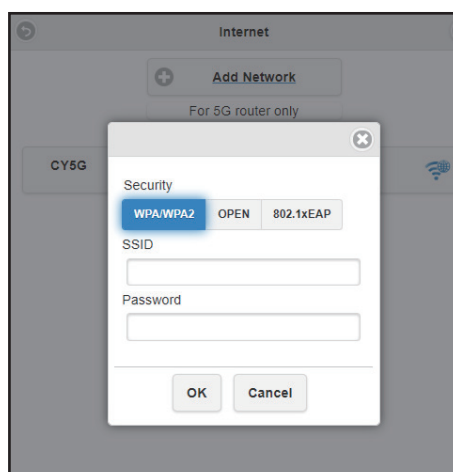 Internet
Add Network
For 5G router only
CY5G
Security
WPA/WPA2 OPEN 802.1xEAP
SSID
Password
OK Cancel